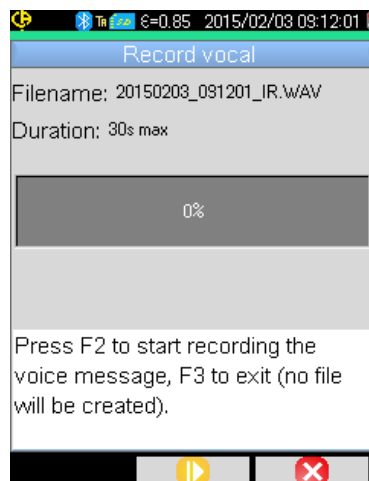 ε=0.85 2015/02/03 09:12:01
Record vocal
Filename: 20150203_091201_IR.WAV
Duration: 30s max
0%
Press F2 to start recording the
voice message, F3 to exit (no file
will be created).